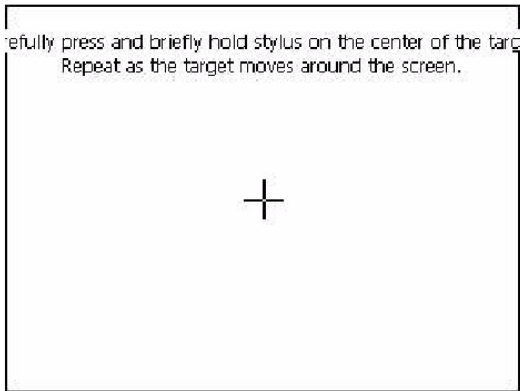 efully press and briefly hold stylus on the center of the targ
Repeat as the target moves around the screen.